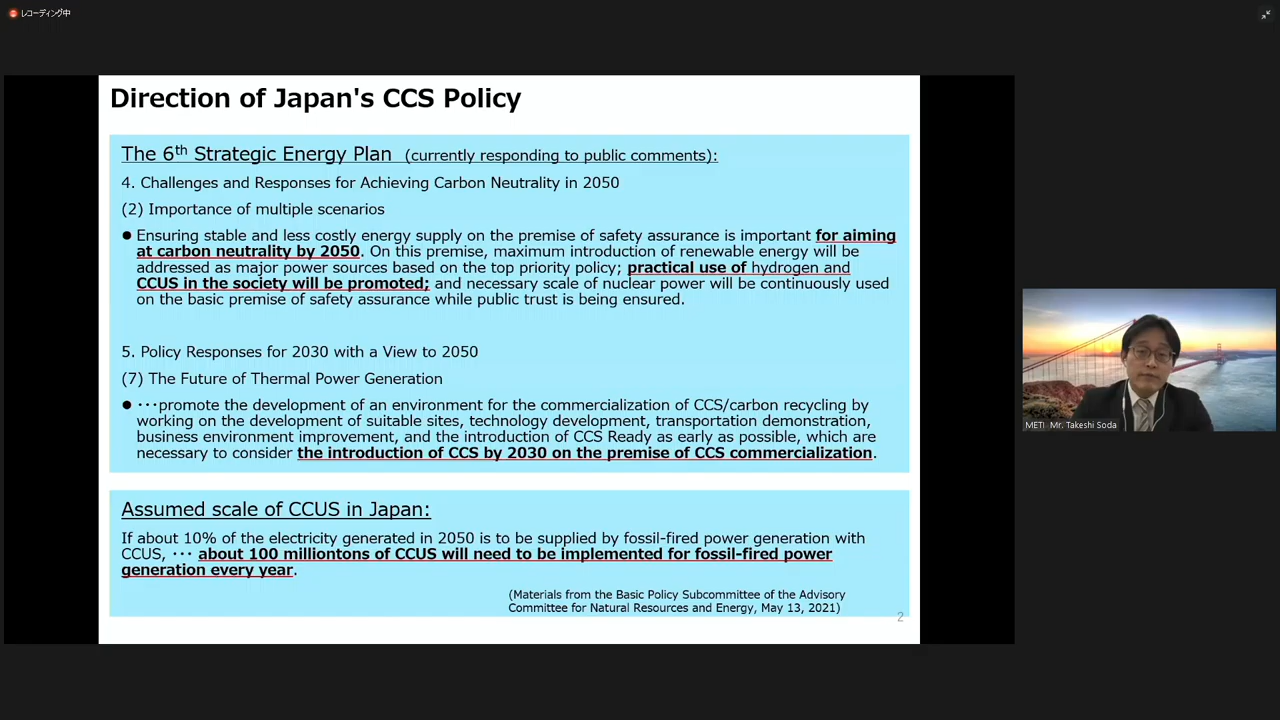 レコーディング中
Direction of Japan's CCS Policy
The 6th Strategic Energy Plan (currently responding to public comments):
4. Challenges and Responses for Achieving Carbon Neutrality in 2050
(2) Importance of multiple scenarios
● Ensuring stable and less costly energy supply on the premise of safety assurance is important for aiming
at carbon neutrality by 2050. On this premise, maximum introduction of renewable energy will be
addressed as major power sources based on the top priority policy; practical use of hydrogen and
CCUS in the society will be promoted; and necessary scale of nuclear power will be continuously used
on the basic premise of safety assurance while public trust is being ensured.
5. Policy Responses for 2030 with a View to 2050
(7) The Future of Thermal Power Generation
● ･･･promote the development of an environment for the commercialization of CCS/carbon recycling by
working on the development of suitable sites, technology development, transportation demonstration,
business environment improvement, and the introduction of CCS Ready as early as possible, which are
necessary to consider the introduction of CCS by 2030 on the premise of CCS commercialization.
Assumed scale of CCUS in Japan:
If about 10% of the electricity generated in 2050 is to be supplied by fossil-fired power generation with
CCUS, ･･･ about 100 milliontons of CCUS will need to be implemented for fossil-fired power
generation every year.
(Materials from the Basic Policy Subcommittee of the Advisory
Committee for Natural Resources and Energy, May 13, 2021)
2
METI Mr. Takeshi Soda